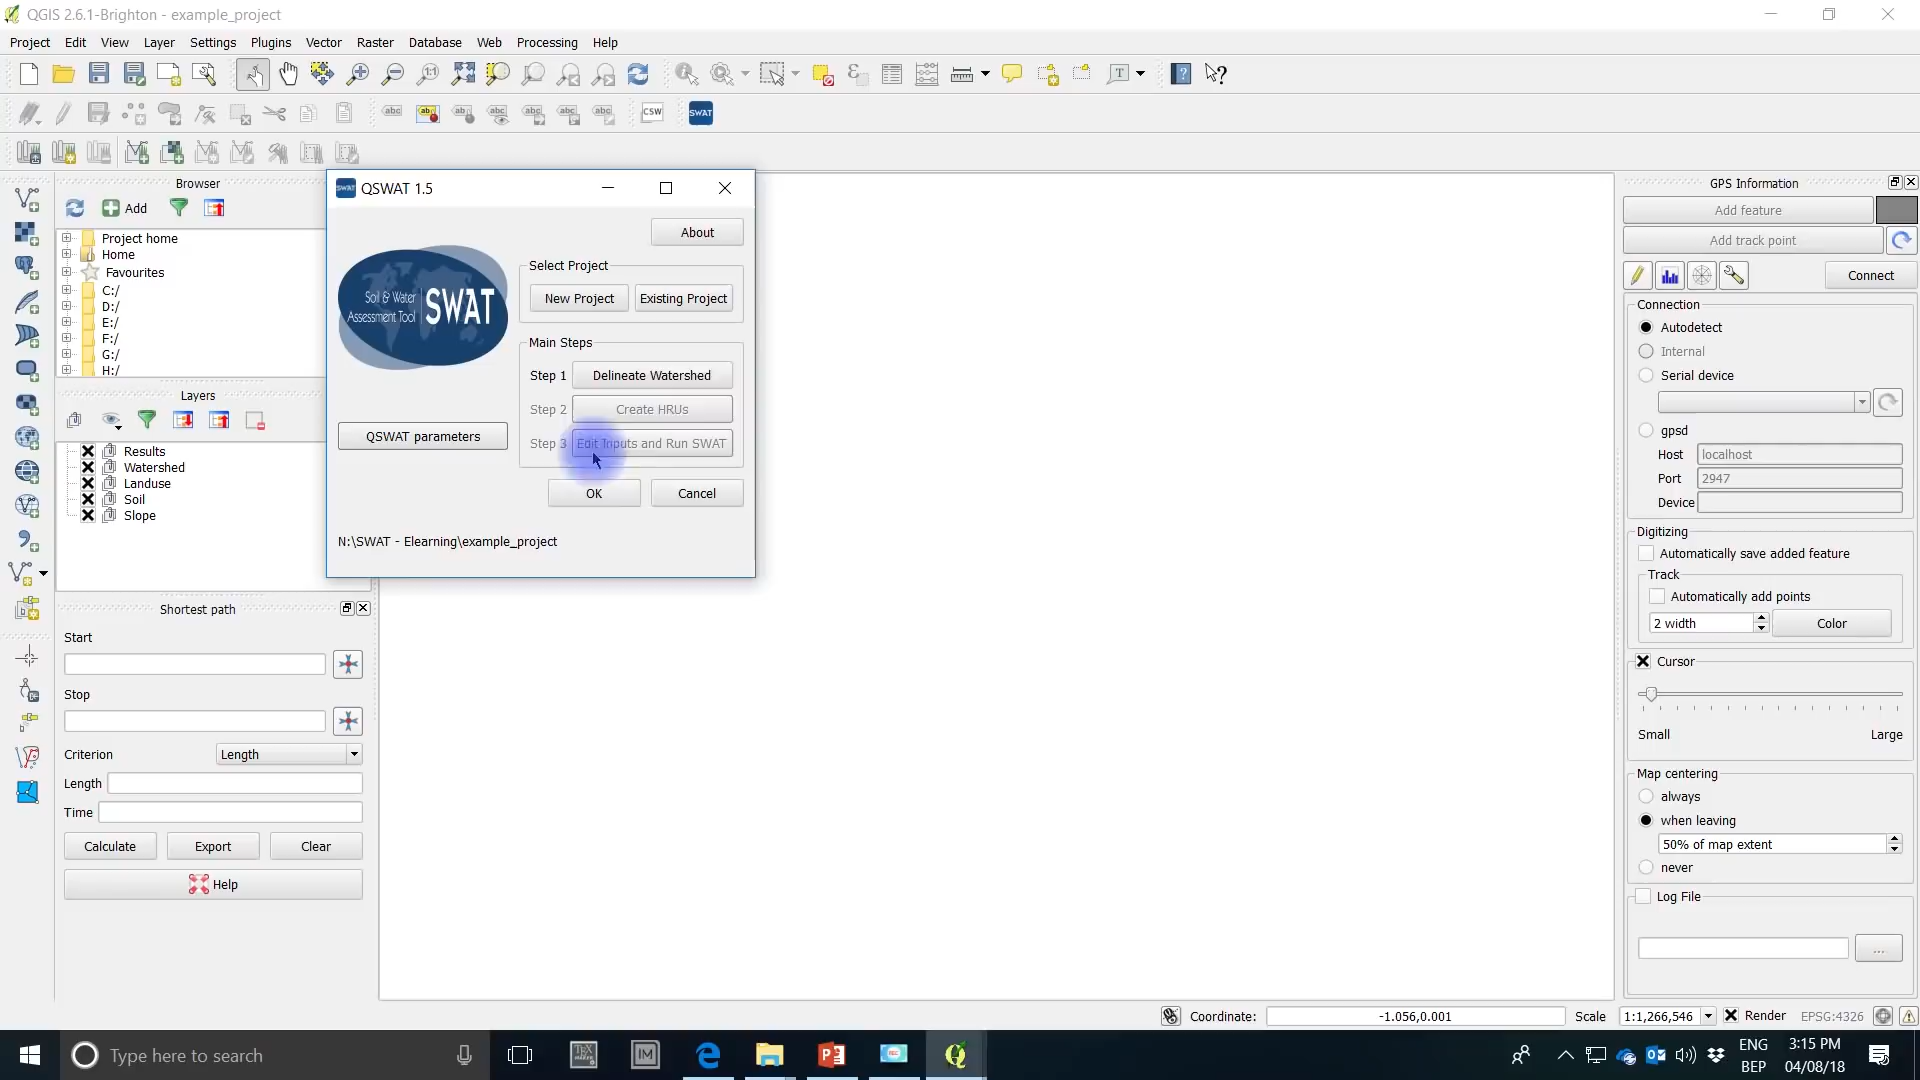 QGIS 2.6.1-Brighton - example_project
Project Edit View Layer Settings Plugins Vector Raster Database Web Processing Help
CSW SWAT
Browser
Add
Project home
Home
Favourites
C:/
D:/
E:/
F:/
G:/
H:/
Layers
Results
Watershed
Landuse
Soil
Slope
QSWAT 1.5
About
Soil & Water
Assessment Tool
SWAT
Select Project
New Project Existing Project
Main Steps
Step 1 Delineate Watershed
Step 2 Create HRUs
Step 3 Edit Inputs and Run SWAT
QSWAT parameters
OK Cancel
N:\SWAT - Elearning\example_project
Shortest path
Start
Stop
Criterion Length
Length
Time
Calculate Export Clear
Help
GPS Information
Add feature
Add track point
Connect
Connection
Autodetect
Internal
Serial device
gpsd
Host localhost
Port 2947
Device
Digitizing
Automatically save added feature
Track
Automatically add points
2 width Color
Cursor
Small Large
Map centering
always
when leaving
50% of map extent
never
Log File
...
Coordinate: -1.056,0.001 Scale 1:1,266,546 Render EPSG:4326
Type here to search
ENG
BEP
3:15 PM
04/08/18